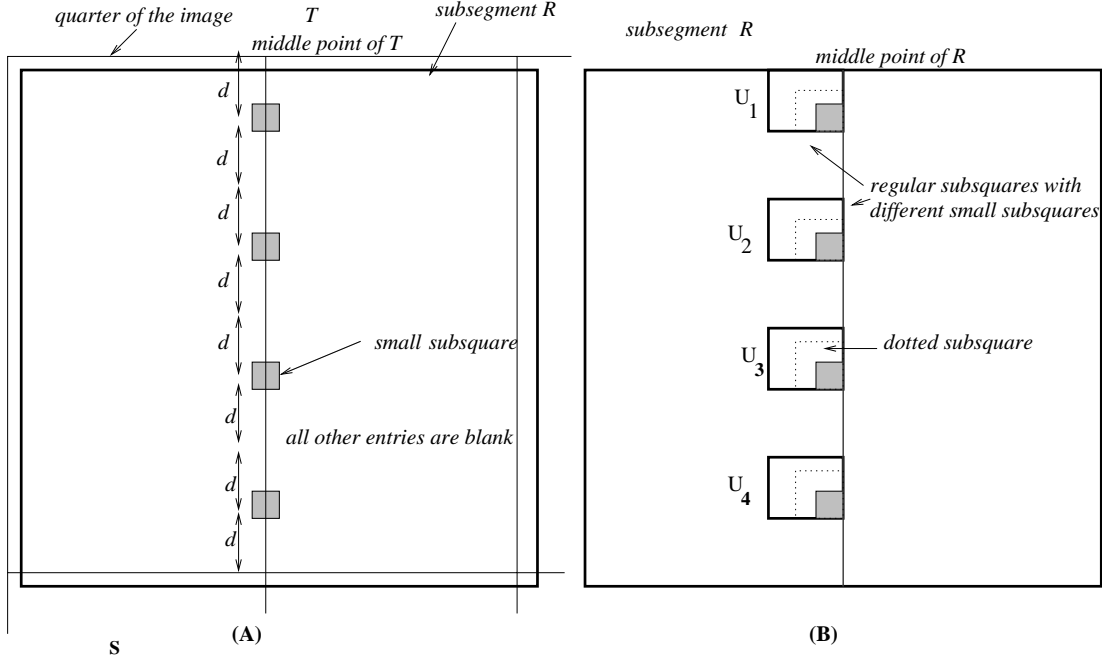 quarter of the image
T
subsegment R
middle point of T
d
d
d
d
d
d
d
d
small subsquare
all other entries are blank
(A)
S
subsegment R
middle point of R
U1
regular subsquares with
different small subsquares
U2
U3
dotted subsquare
U4
(B)